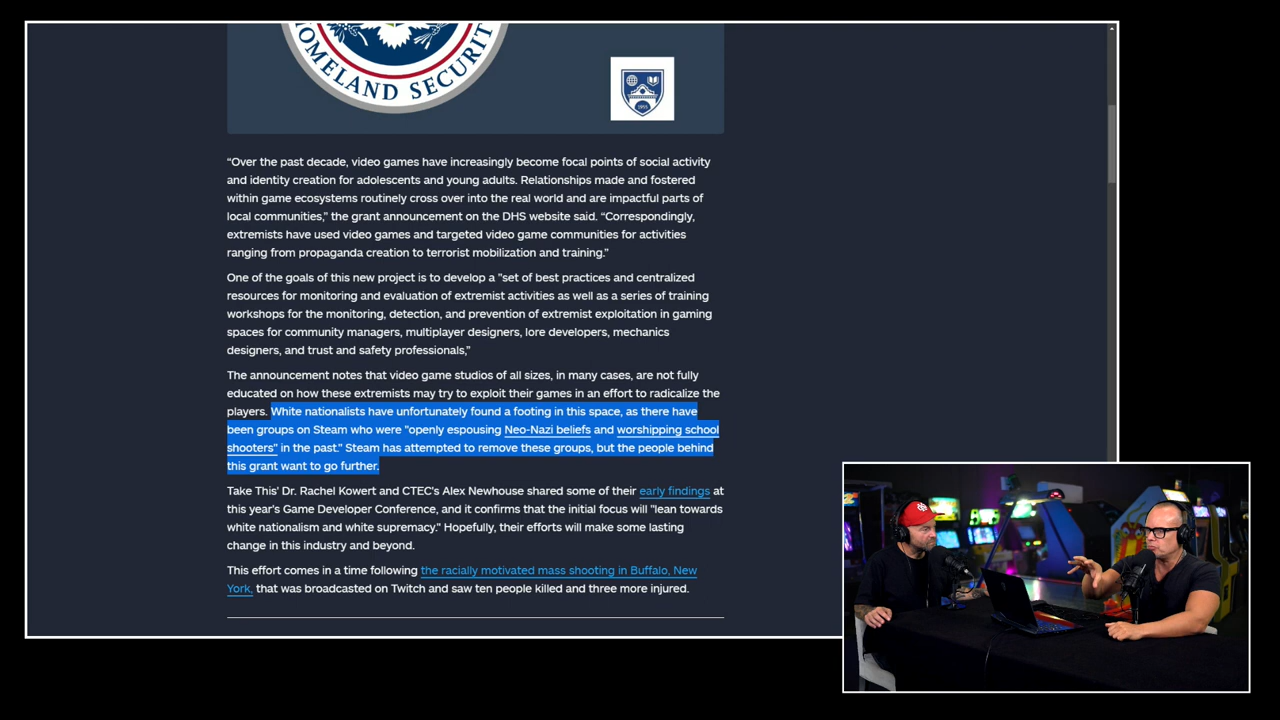 HOMELAND SECURIT
1955
“Over the past decade, video games have increasingly become focal points of social activity
and identity creation for adolescents and young adults. Relationships made and fostered
within game ecosystems routinely cross over into the real world and are impactful parts of
local communities,” the grant announcement on the DHS website said. “Correspondingly,
extremists have used video games and targeted video game communities for activities
ranging from propaganda creation to terrorist mobilization and training.”
One of the goals of this new project is to develop a "set of best practices and centralized
resources for monitoring and evaluation of extremist activities as well as a series of training
workshops for the monitoring, detection, and prevention of extremist exploitation in gaming
spaces for community managers, multiplayer designers, lore developers, mechanics
designers, and trust and safety professionals,”
The announcement notes that video game studios of all sizes, in many cases, are not fully
educated on how these extremists may try to exploit their games in an effort to radicalize the
players. White nationalists have unfortunately found a footing in this space, as there have
been groups on Steam who were "openly espousing Neo-Nazi beliefs and worshipping school
shooters" in the past." Steam has attempted to remove these groups, but the people behind
this grant want to go further.
Take This' Dr. Rachel Kowert and CTEC's Alex Newhouse shared some of their early findings at
this year's Game Developer Conference, and it confirms that the initial focus will "lean towards
white nationalism and white supremacy." Hopefully, their efforts will make some lasting
change in this industry and beyond.
This effort comes in a time following the racially motivated mass shooting in Buffalo, New
York, that was broadcasted on Twitch and saw ten people killed and three more injured.